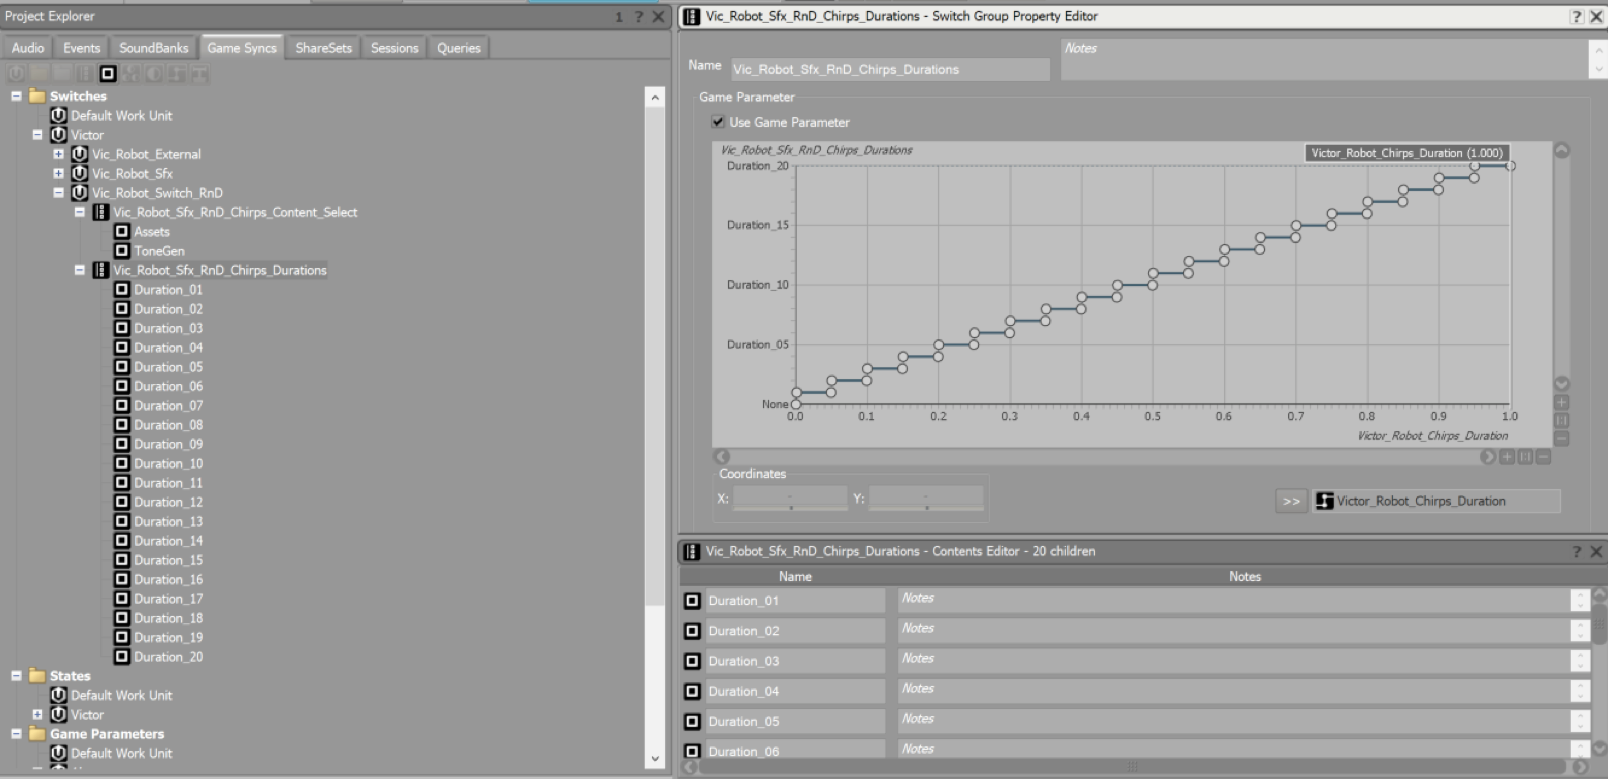 Project Explorer
1 ? X
Audio Events SoundBanks Game Syncs ShareSets Sessions Queries
Switches
Default Work Unit
Victor
Vic_Robot_External
Vic_Robot_Sfx
Vic_Robot_Switch_RnD
Vic_Robot_Sfx_RnD_Chirps_Content_Select
Assets
ToneGen
Vic_Robot_Sfx_RnD_Chirps_Durations
Duration_01
Duration_02
Duration_03
Duration_04
Duration_05
Duration_06
Duration_07
Duration_08
Duration_09
Duration_10
Duration_11
Duration_12
Duration_13
Duration_14
Duration_15
Duration_16
Duration_17
Duration_18
Duration_19
Duration_20
States
Default Work Unit
Victor
Game Parameters
Default Work Unit
Vic_Robot_Sfx_RnD_Chirps_Durations - Switch Group Property Editor
? X
Name Vic_Robot_Sfx_RnD_Chirps_Durations
Notes
Game Parameter
Use Game Parameter
Vic_Robot_Sfx_RnD_Chirps_Durations
Victor_Robot_Chirps_Duration (1.000)
Duration_20
Duration_15
Duration_10
Duration_05
None
0.0 0.1 0.2 0.3 0.4 0.5 0.6 0.7 0.8 0.9 1.0
Victor_Robot_Chirps_Duration
Coordinates
X: - Y: -
>> Victor_Robot_Chirps_Duration
Vic_Robot_Sfx_RnD_Chirps_Durations - Contents Editor - 20 children
? X
Name Notes
Duration_01 Notes
Duration_02 Notes
Duration_03 Notes
Duration_04 Notes
Duration_05 Notes
Duration_06 Notes